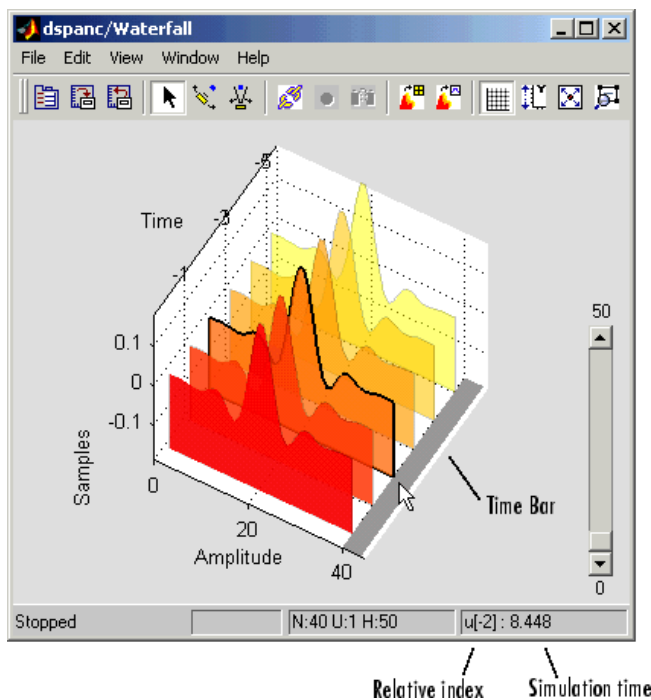 dspanc/Waterfall
File Edit View Window Help
-5
-3
Time
-1
50
0.1
0
-0.1
Samples
0
20
Amplitude
40
Time Bar
0
Stopped
N:40 U:1 H:50
u[-2] : 8.448
Relative index
Simulation time